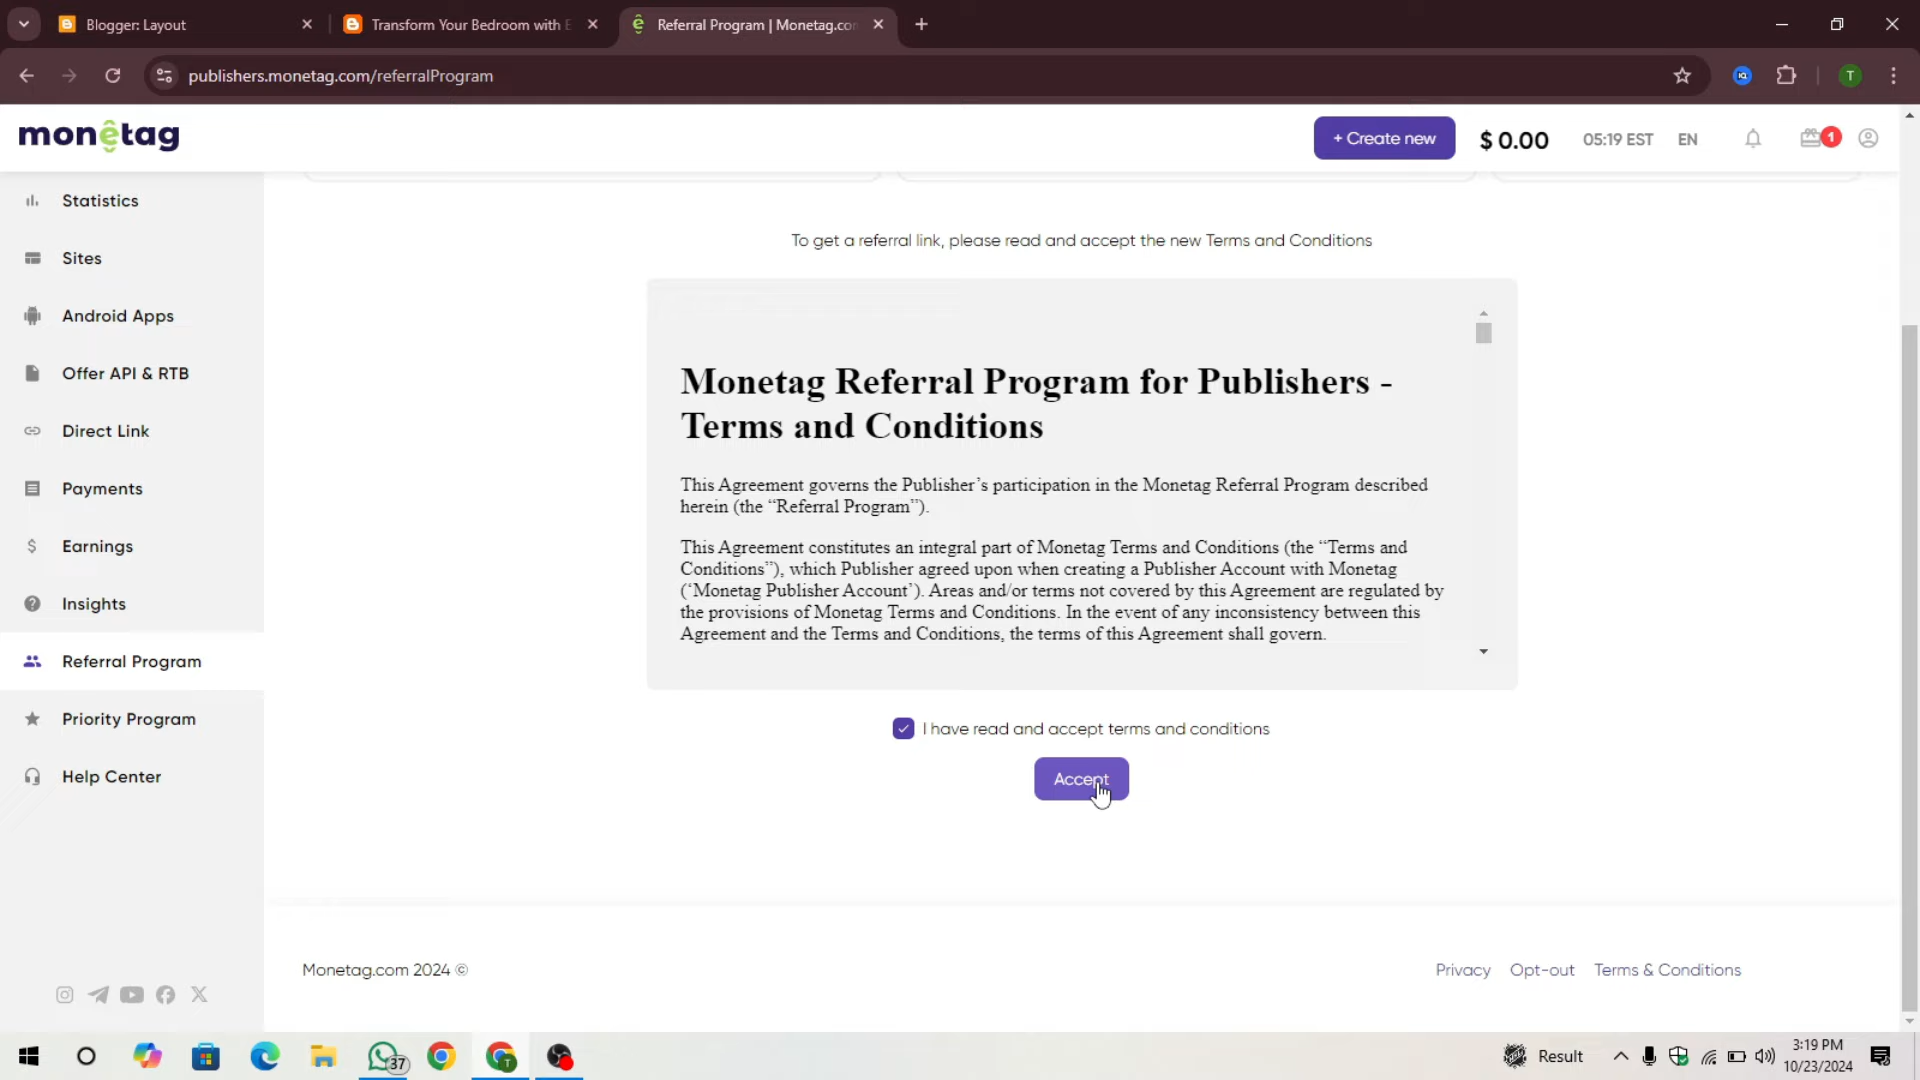 Blogger: Layout
Transform Your Bedroom with E
Referral Program | Monetag.com
publishers.monetag.com/referralProgram
T
monêtag
+ Create new
$ 0.00
05:19 EST
EN
1
Statistics
Sites
Android Apps
Offer API & RTB
Direct Link
Payments
Earnings
Insights
Referral Program
Priority Program
Help Center
To get a referral link, please read and accept the new Terms and Conditions
Monetag Referral Program for Publishers -
Terms and Conditions
This Agreement governs the Publisher’s participation in the Monetag Referral Program described
herein (the “Referral Program”).
This Agreement constitutes an integral part of Monetag Terms and Conditions (the “Terms and
Conditions”), which Publisher agreed upon when creating a Publisher Account with Monetag
(‘Monetag Publisher Account’). Areas and/or terms not covered by this Agreement are regulated by
the provisions of Monetag Terms and Conditions. In the event of any inconsistency between this
Agreement and the Terms and Conditions, the terms of this Agreement shall govern.
I have read and accept terms and conditions
Accept
Monetag.com 2024 ©
Privacy
Opt-out
Terms & Conditions
37
T
Result
3:19 PM
10/23/2024